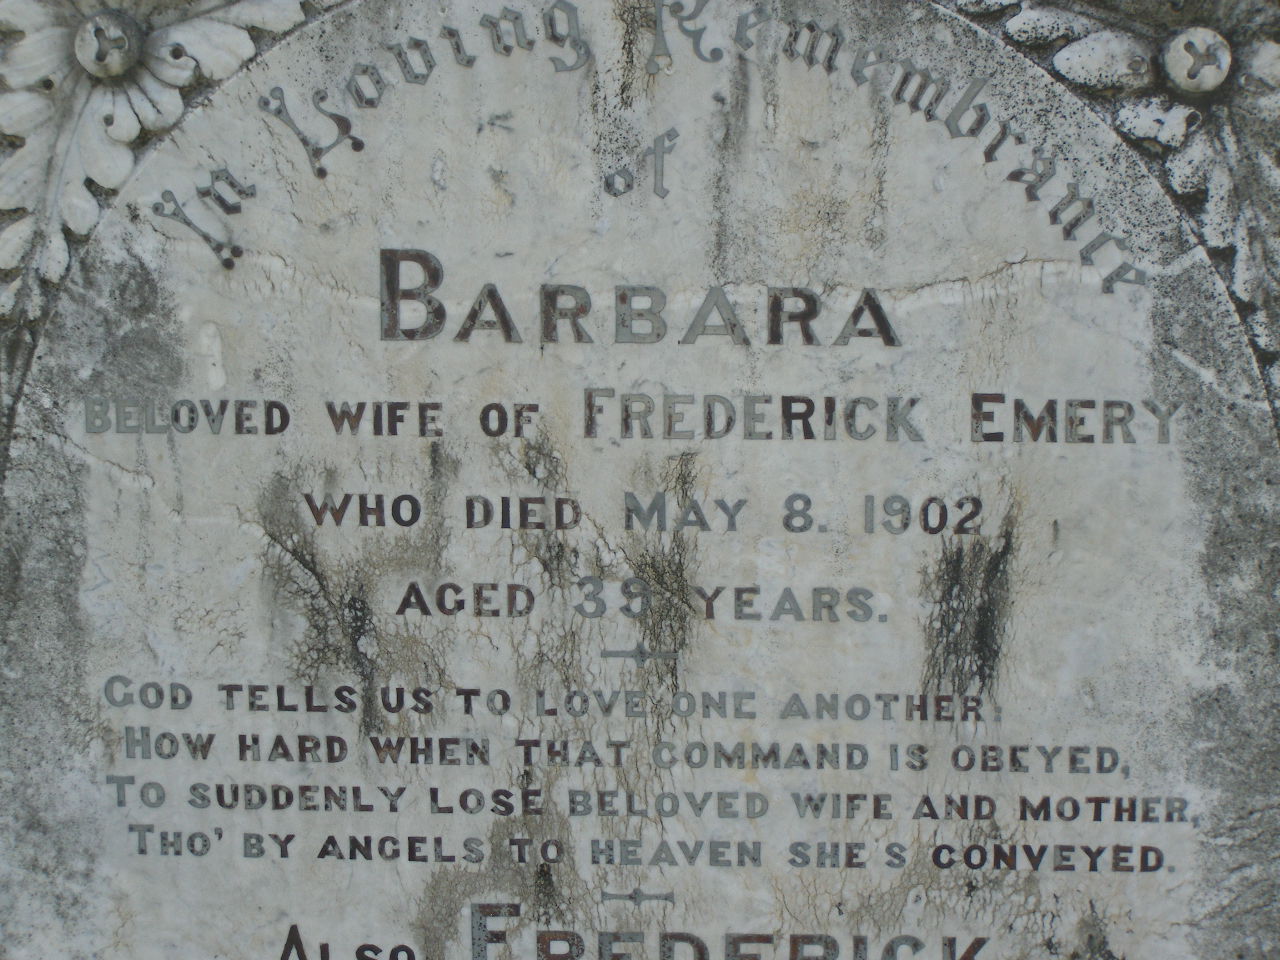 In Loving Remembrance
of
BARBARA
BELOVED WIFE OF FREDERICK EMERY
WHO DIED MAY 8. 1902
AGED 39 YEARS.
GOD TELLS US TO LOVE ONE ANOTHER:
HOW HARD WHEN THAT COMMAND IS OBEYED,
TO SUDDENLY LOSE BELOVED WIFE AND MOTHER,
THO' BY ANGELS TO HEAVEN SHE'S CONVEYED.
ALSO FREDERICK